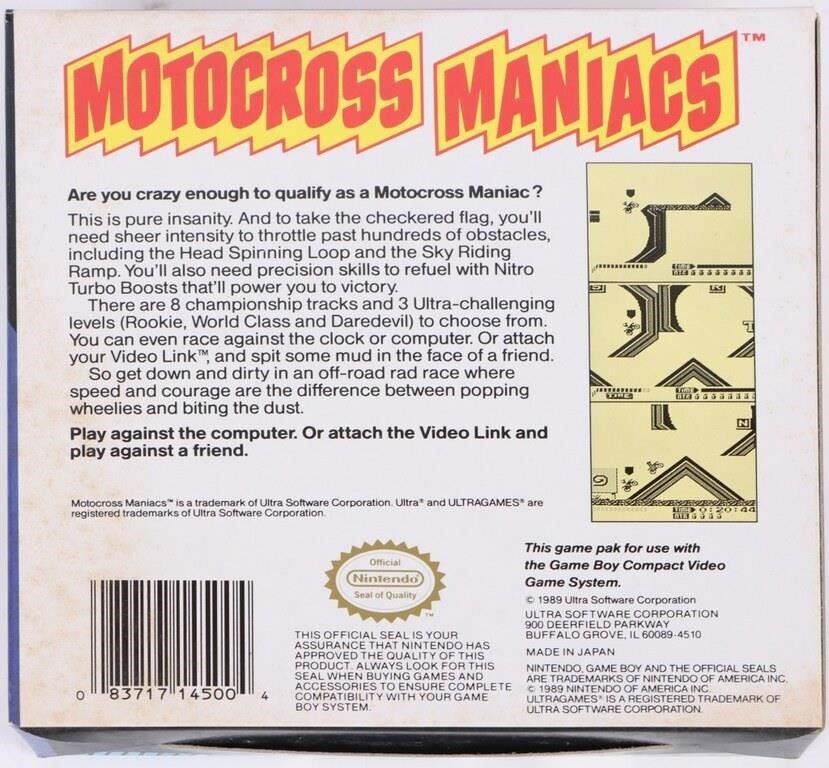 MOTOCROSS MANIACS™
Are you crazy enough to qualify as a Motocross Maniac?
This is pure insanity. And to take the checkered flag, you'll
need sheer intensity to throttle past hundreds of obstacles,
including the Head Spinning Loop and the Sky Riding
Ramp. You'll also need precision skills to refuel with Nitro
Turbo Boosts that'll power you to victory.
There are 8 championship tracks and 3 Ultra-challenging
levels (Rookie, World Class and Daredevil) to choose from.
You can even race against the clock or computer. Or attach
your Video Link™, and spit some mud in the face of a friend.
So get down and dirty in an off-road rad race where
speed and courage are the difference between popping
wheelies and biting the dust.
Play against the computer. Or attach the Video Link and
play against a friend.
Motocross Maniacs™ is a trademark of Ultra Software Corporation. Ultra® and ULTRAGAMES® are
registered trademarks of Ultra Software Corporation.
TIME
TIME
TIME
N
TIME 0:20:44
Official
Nintendo®
Seal of Quality
TM
THIS OFFICIAL SEAL IS YOUR
ASSURANCE THAT NINTENDO HAS
APPROVED THE QUALITY OF THIS
PRODUCT. ALWAYS LOOK FOR THIS
SEAL WHEN BUYING GAMES AND
ACCESSORIES TO ENSURE COMPLETE
COMPATIBILITY WITH YOUR GAME
BOY SYSTEM.
0 83717 14500 4
This game pak for use with
the Game Boy Compact Video
Game System.
© 1989 Ultra Software Corporation
ULTRA SOFTWARE CORPORATION
900 DEERFIELD PARKWAY
BUFFALO GROVE, IL 60089-4510
MADE IN JAPAN
NINTENDO, GAME BOY AND THE OFFICIAL SEALS
ARE TRADEMARKS OF NINTENDO OF AMERICA INC.
© 1989 NINTENDO OF AMERICA INC.
ULTRAGAMES® IS A REGISTERED TRADEMARK OF
ULTRA SOFTWARE CORPORATION.